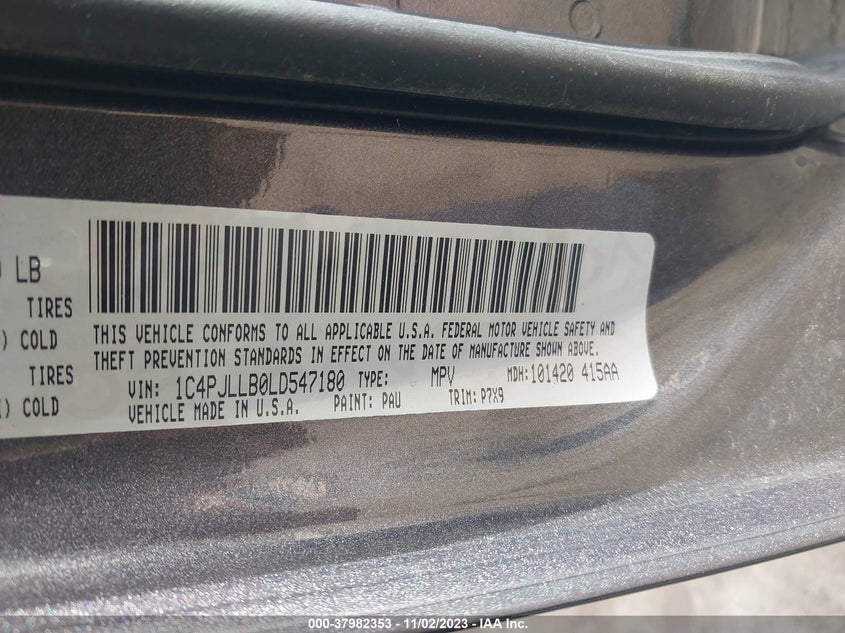 LB
TIRES
) COLD
TIRES
) COLD
THIS VEHICLE CONFORMS TO ALL APPLICABLE U.S.A. FEDERAL MOTOR VEHICLE SAFETY AND
THEFT PREVENTION STANDARDS IN EFFECT ON THE DATE OF MANUFACTURE SHOWN ABOVE.
VIN: 1C4PJLLB0LD547180 TYPE: MPV MDH: 101420 415AA
VEHICLE MADE IN U.S.A. PAINT: PAU TRIM: P7X9
000-37982353 - 11/02/2023 - IAA Inc.